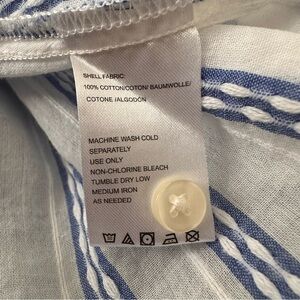 SHELL FABRIC:
100% COTTON/COTON/ BAUMWOLLE/
COTONE /ALGODÓN
MACHINE WASH COLD
SEPARATELY
USE ONLY
NON-CHLORINE BLEACH
TUMBLE DRY LOW
MEDIUM IRON
AS NEEDED